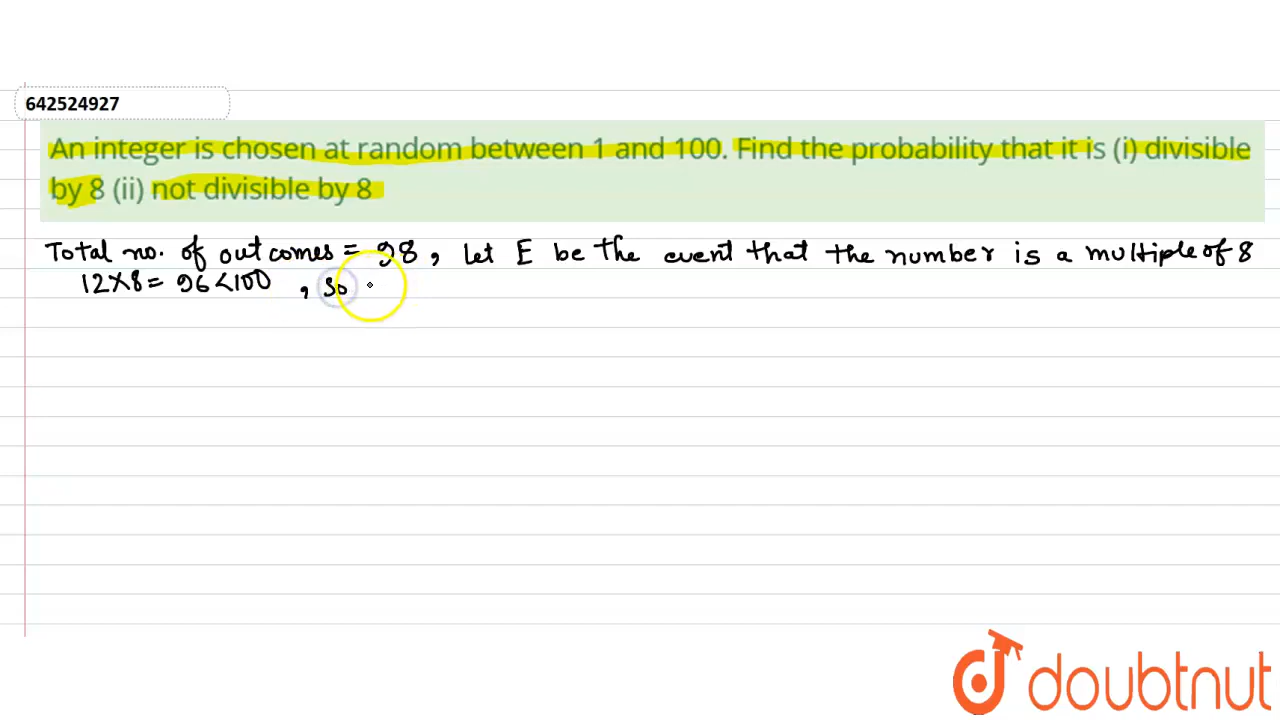 642524927
An integer is chosen at random between 1 and 100. Find the probability that it is (i) divisible
by 8 (ii) not divisible by 8
Total no. of outcomes = 98, let E be the event that the number is a multiple of 8
12×8= 96<100 , so
doubtnut